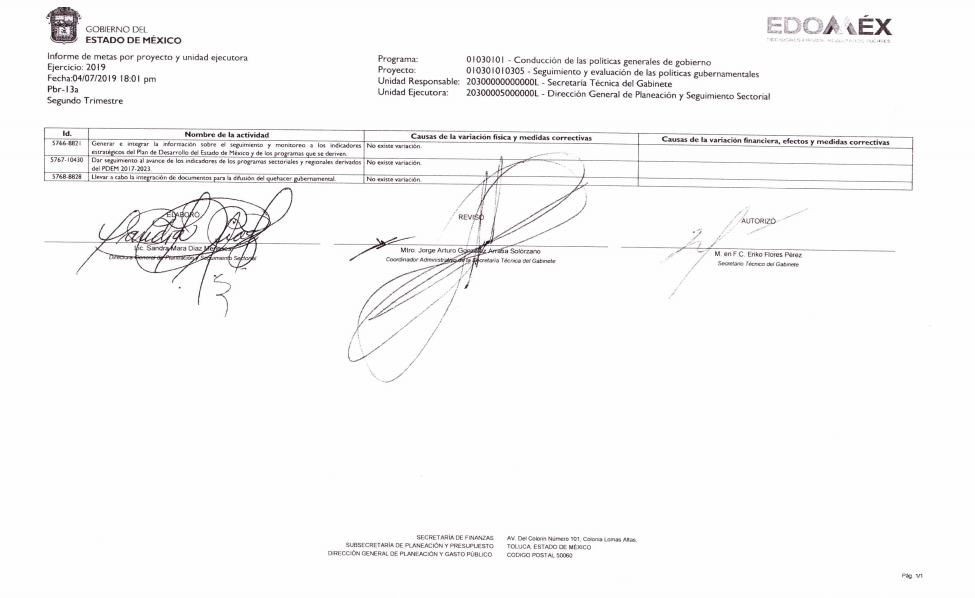 GOBIERNO DEL
ESTADO DE MÉXICO
EDOMÉX
Informe de metas por proyecto y unidad ejecutora
Ejercicio: 2019
Fecha:04/07/2019 18:01 pm
Pbr-13a
Segundo Trimestre
Programa: 01030101 - Conducción de las políticas generales de gobierno
Proyecto: 010301010305 - Seguimiento y evaluación de las políticas gubernamentales
Unidad Responsable: 20300000000000L - Secretaría Técnica del Gabinete
Unidad Ejecutora: 20300005000000L - Dirección General de Planeación y Seguimiento Sectorial
Id. Nombre de la actividad Causas de la variación física y medidas correctivas Causas de la variación financiera, efectos y medidas correctivas
5766-8821 Generar e integrar la información sobre el seguimiento y monitoreo a los indicadores No existe variación.
estratégicos del Plan de Desarrollo del Estado de México y de los programas que se deriven.
5767-10430 Dar seguimiento al avance de los indicadores de los programas sectoriales y regionales derivados No existe variación.
del PDEM 2017-2023.
5768-8828 Llevar a cabo la integración de documentos para la difusión del quehacer gubernamental. No existe variación.
ELABORÓ
Lic. Sandra Mara Díaz
Directora General de Planeación y Seguimiento Sectorial
REVISÓ
Mtro. Jorge Arturo González Arratia Solórzano
Coordinador Administrativo de la Secretaría Técnica del Gabinete
AUTORIZÓ
M. en F.C. Eriko Flores Pérez
Secretario Técnico del Gabinete
SECRETARÍA DE FINANZAS
SUBSECRETARÍA DE PLANEACIÓN Y PRESUPUESTO
DIRECCIÓN GENERAL DE PLANEACIÓN Y GASTO PÚBLICO
AV. Del Colorín Número 101, Colonia Lomas Altas,
TOLUCA, ESTADO DE MÉXICO
CODIGO POSTAL 50060
Pág. 1/1